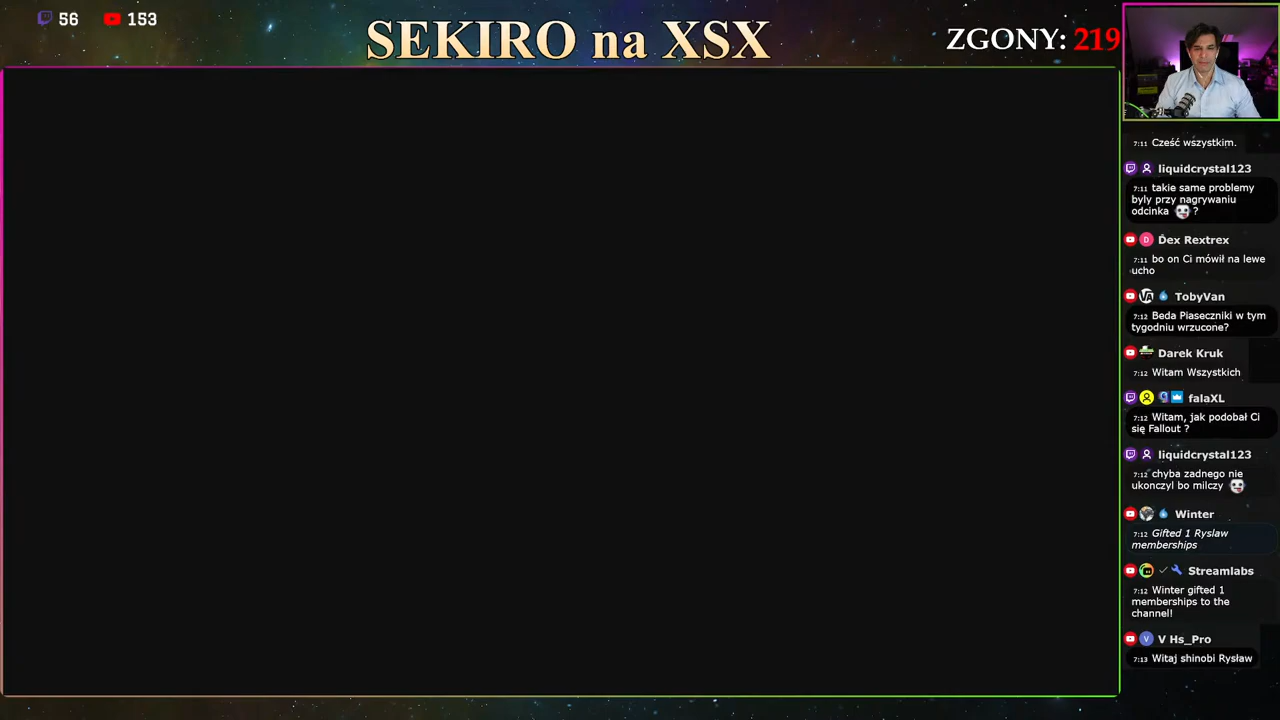 56 153
SEKIRO na XSX
ZGONY: 219
7:11 Cześć wszystkim.
liquidcrystal123
7:11 takie same problemy
byly przy nagrywaniu
odcinka ?
Dex Rextrex
7:11 bo on Ci mówił na lewe
ucho
TobyVan
7:12 Beda Piaseczniki w tym
tygodniu wrzucone?
Darek Kruk
7:12 Witam Wszystkich
falaXL
7:12 Witam, jak podobał Ci
się Fallout ?
liquidcrystal123
7:12 chyba zadnego nie
ukonczyl bo milczy
Winter
7:12 Gifted 1 Ryslaw
memberships
Streamlabs
7:12 Winter gifted 1
memberships to the
channel!
V Hs_Pro
7:13 Witaj shinobi Rysław